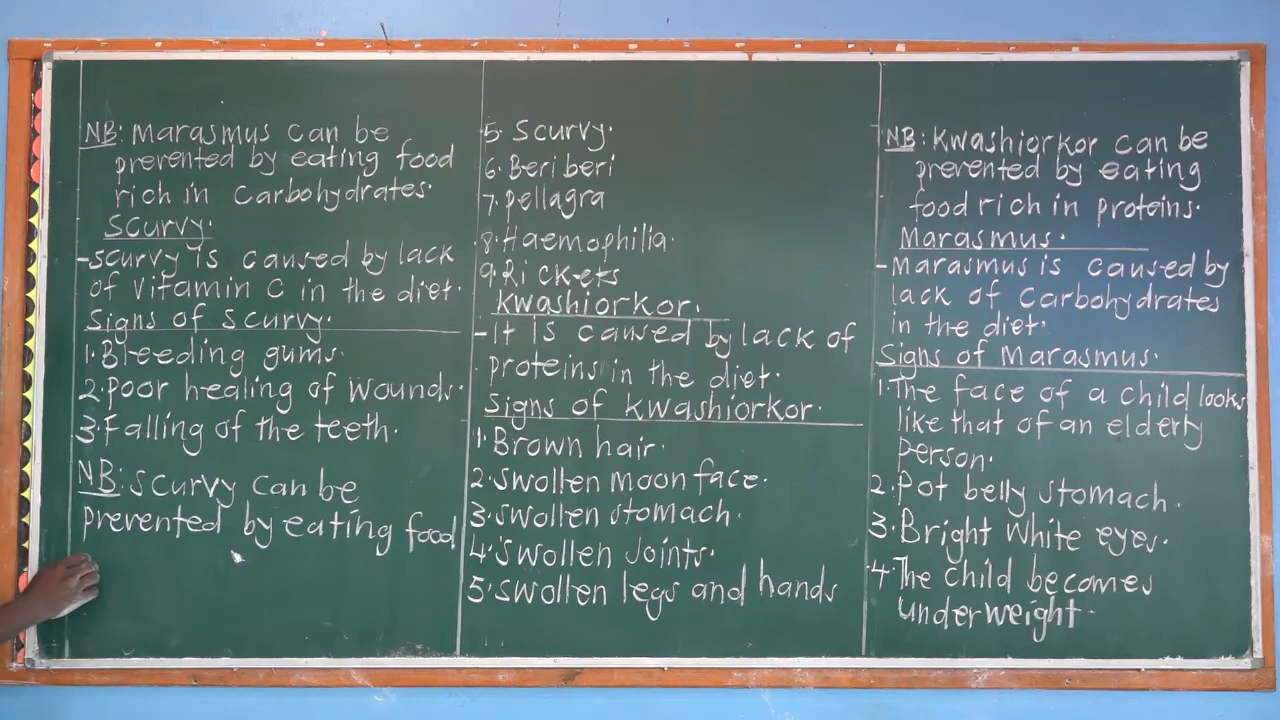 NB: Marasmus can be
prevented by eating food
rich in Carbohydrates.
Scurvy.
-Scurvy is caused by lack
of Vitamin C in the diet.
Signs of Scurvy.
1. Bleeding gums.
2. Poor healing of wounds.
3. Falling of the teeth.
NB: Scurvy can be
prevented by eating food
5. Scurvy.
6. Beri beri
7. Pellagra
8. Haemophilia.
9. Rickets
Kwashiorkor.
-It is caused by lack of
proteins in the diet.
Signs of Kwashiorkor.
1. Brown hair.
2. Swollen moon face.
3. Swollen stomach.
4. Swollen Joints.
5. Swollen legs and hands
NB: Kwashiorkor can be
prevented by eating
food rich in proteins.
Marasmus.
-Marasmus is caused by
lack of Carbohydrates
in the diet.
Signs of Marasmus.
1. The face of a child looks
like that of an elderly
person.
2. Pot belly stomach.
3. Bright white eyes.
4. The child becomes
underweight.